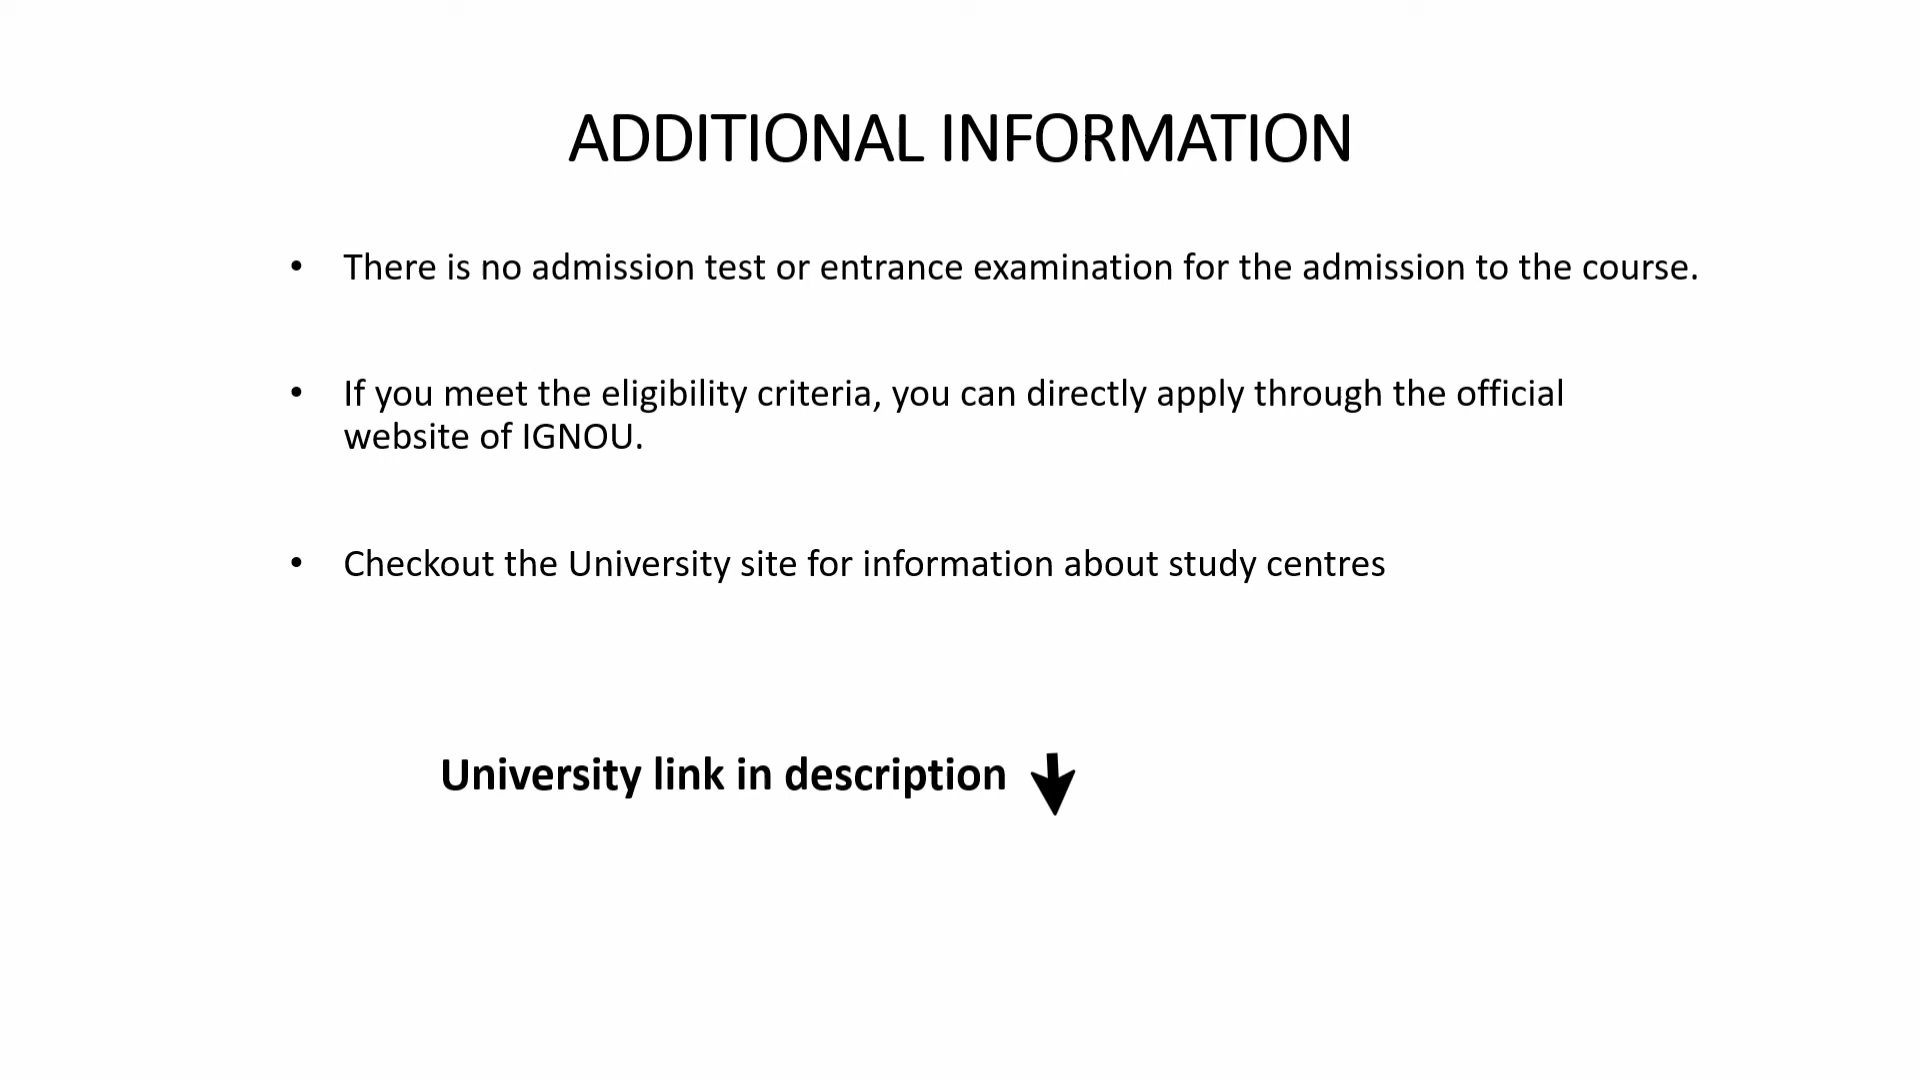 ADDITIONAL INFORMATION
• There is no admission test or entrance examination for the admission to the course.
• If you meet the eligibility criteria, you can directly apply through the official
website of IGNOU.
• Checkout the University site for information about study centres
University link in description